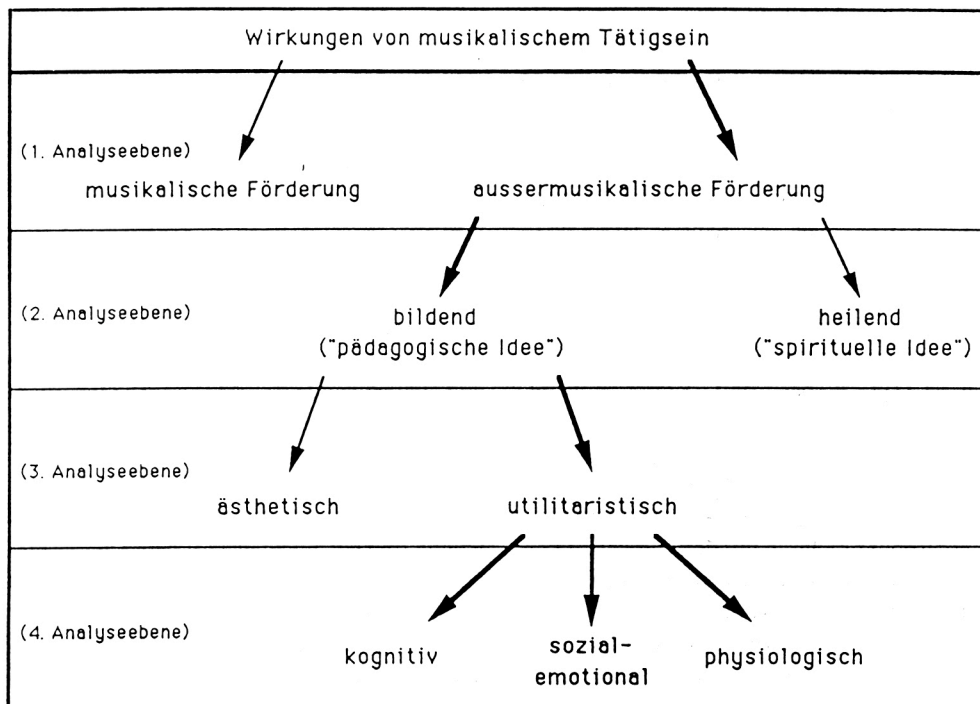 Wirkungen von musikalischem Tätigsein
(1. Analyseebene)
musikalische Förderung aussermusikalische Förderung
(2. Analyseebene)
bildend heilend
("pädagogische Idee") ("spirituelle Idee")
(3. Analyseebene)
ästhetisch utilitaristisch
(4. Analyseebene)
kognitiv sozial- physiologisch
emotional